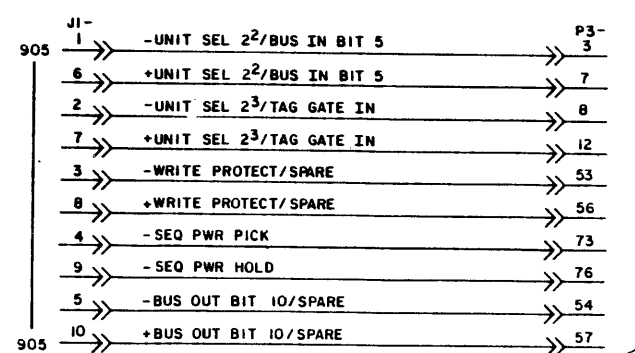 J1- P3-
905 1 -UNIT SEL 2²/BUS IN BIT 5 3
6 +UNIT SEL 2²/BUS IN BIT 5 7
2 -UNIT SEL 2³/TAG GATE IN 8
7 +UNIT SEL 2³/TAG GATE IN 12
3 -WRITE PROTECT/SPARE 53
8 +WRITE PROTECT/SPARE 56
4 -SEQ PWR PICK 73
9 -SEQ PWR HOLD 76
5 -BUS OUT BIT 10/SPARE 54
905 10 +BUS OUT BIT 10/SPARE 57